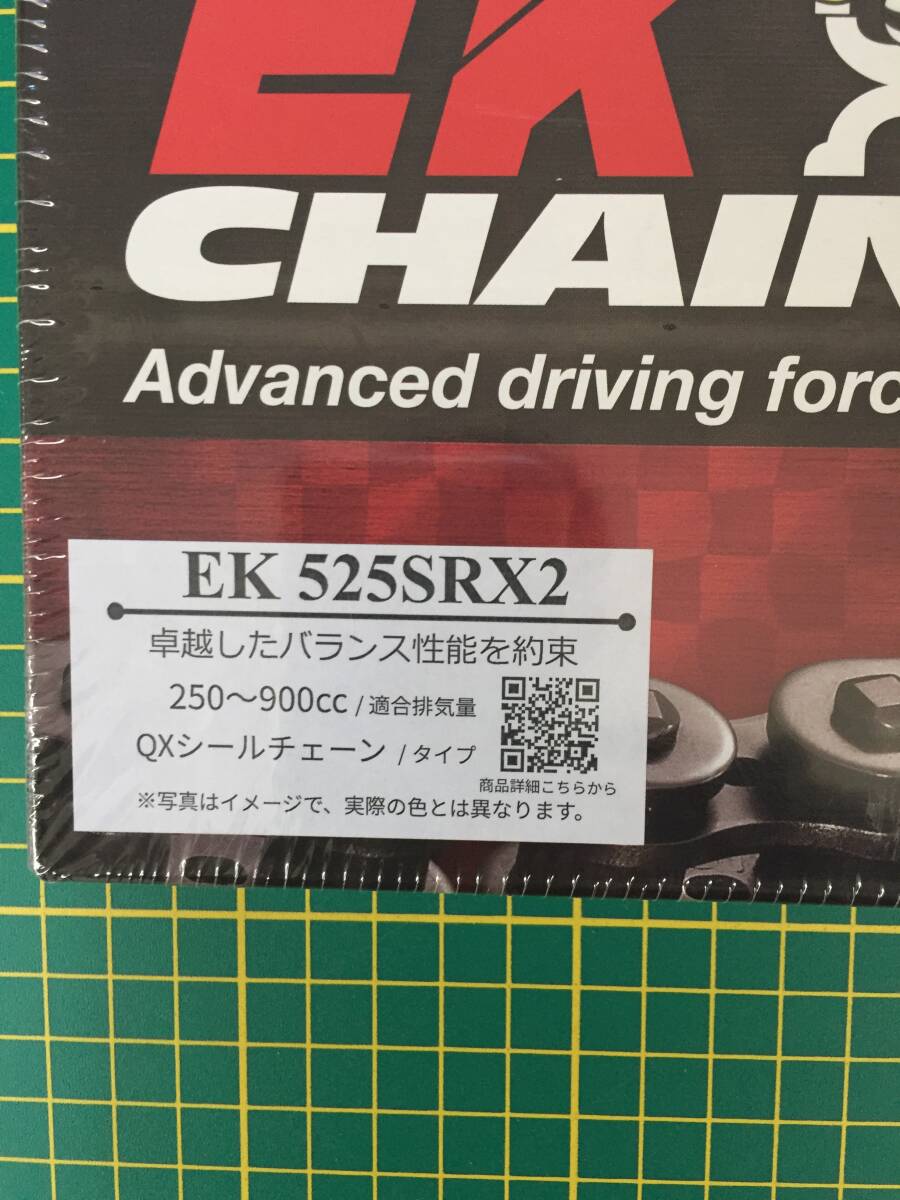 EK
CHAIN
Advanced driving forc
EK 525SRX2
卓越したバランス性能を約束
250～900cc / 適合排気量
QXシールチェーン / タイプ
商品詳細こちらから
※写真はイメージで、実際の色とは異なります。